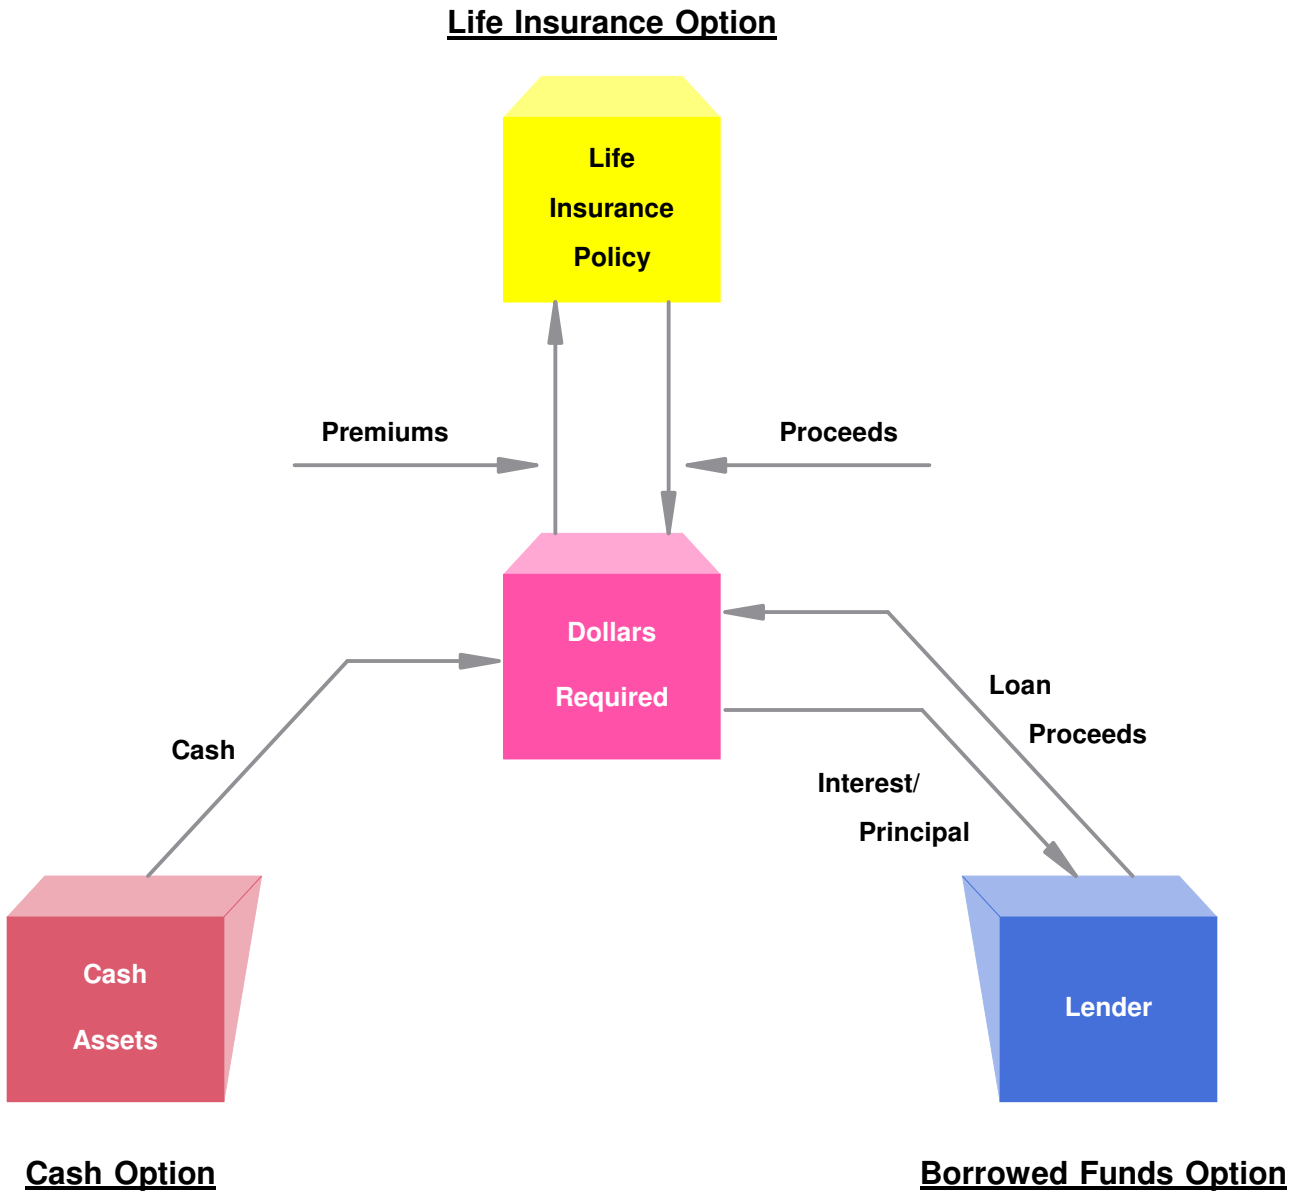 Life Insurance Option
Life
Insurance
Policy
Premiums
Proceeds
Dollars
Required
Loan
Proceeds
Cash
Interest/
Principal
Cash
Assets
Lender
Cash Option
Borrowed Funds Option